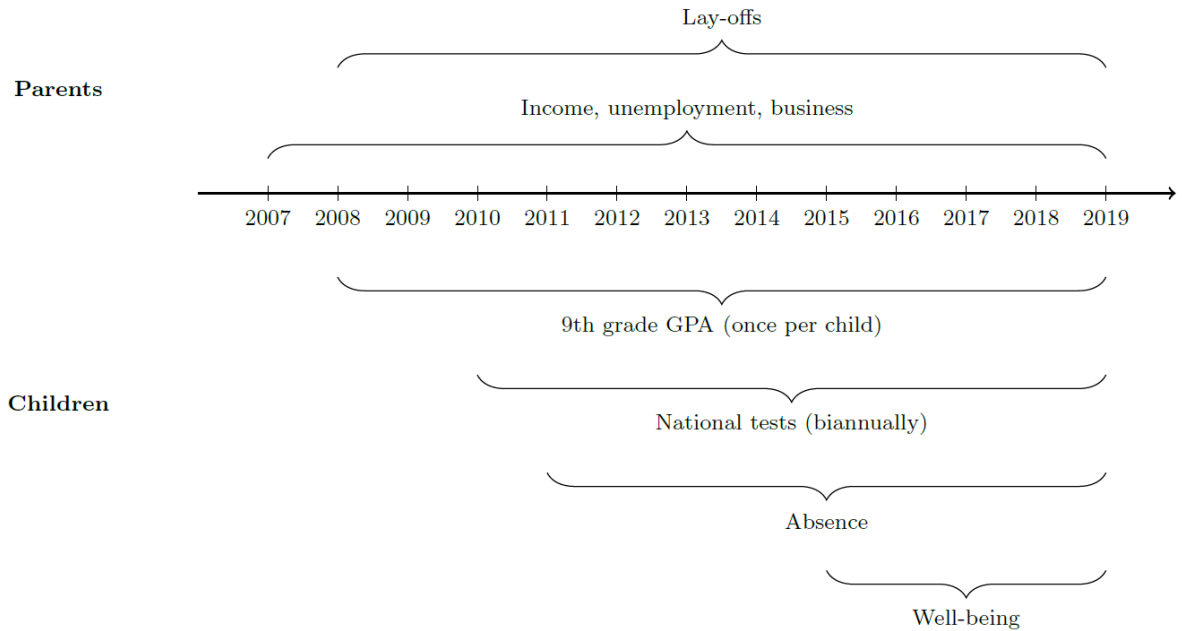 Lay-offs
Parents
Income, unemployment, business
2007 2008 2009 2010 2011 2012 2013 2014 2015 2016 2017 2018 2019
9th grade GPA (once per child)
Children
National tests (biannually)
Absence
Well-being